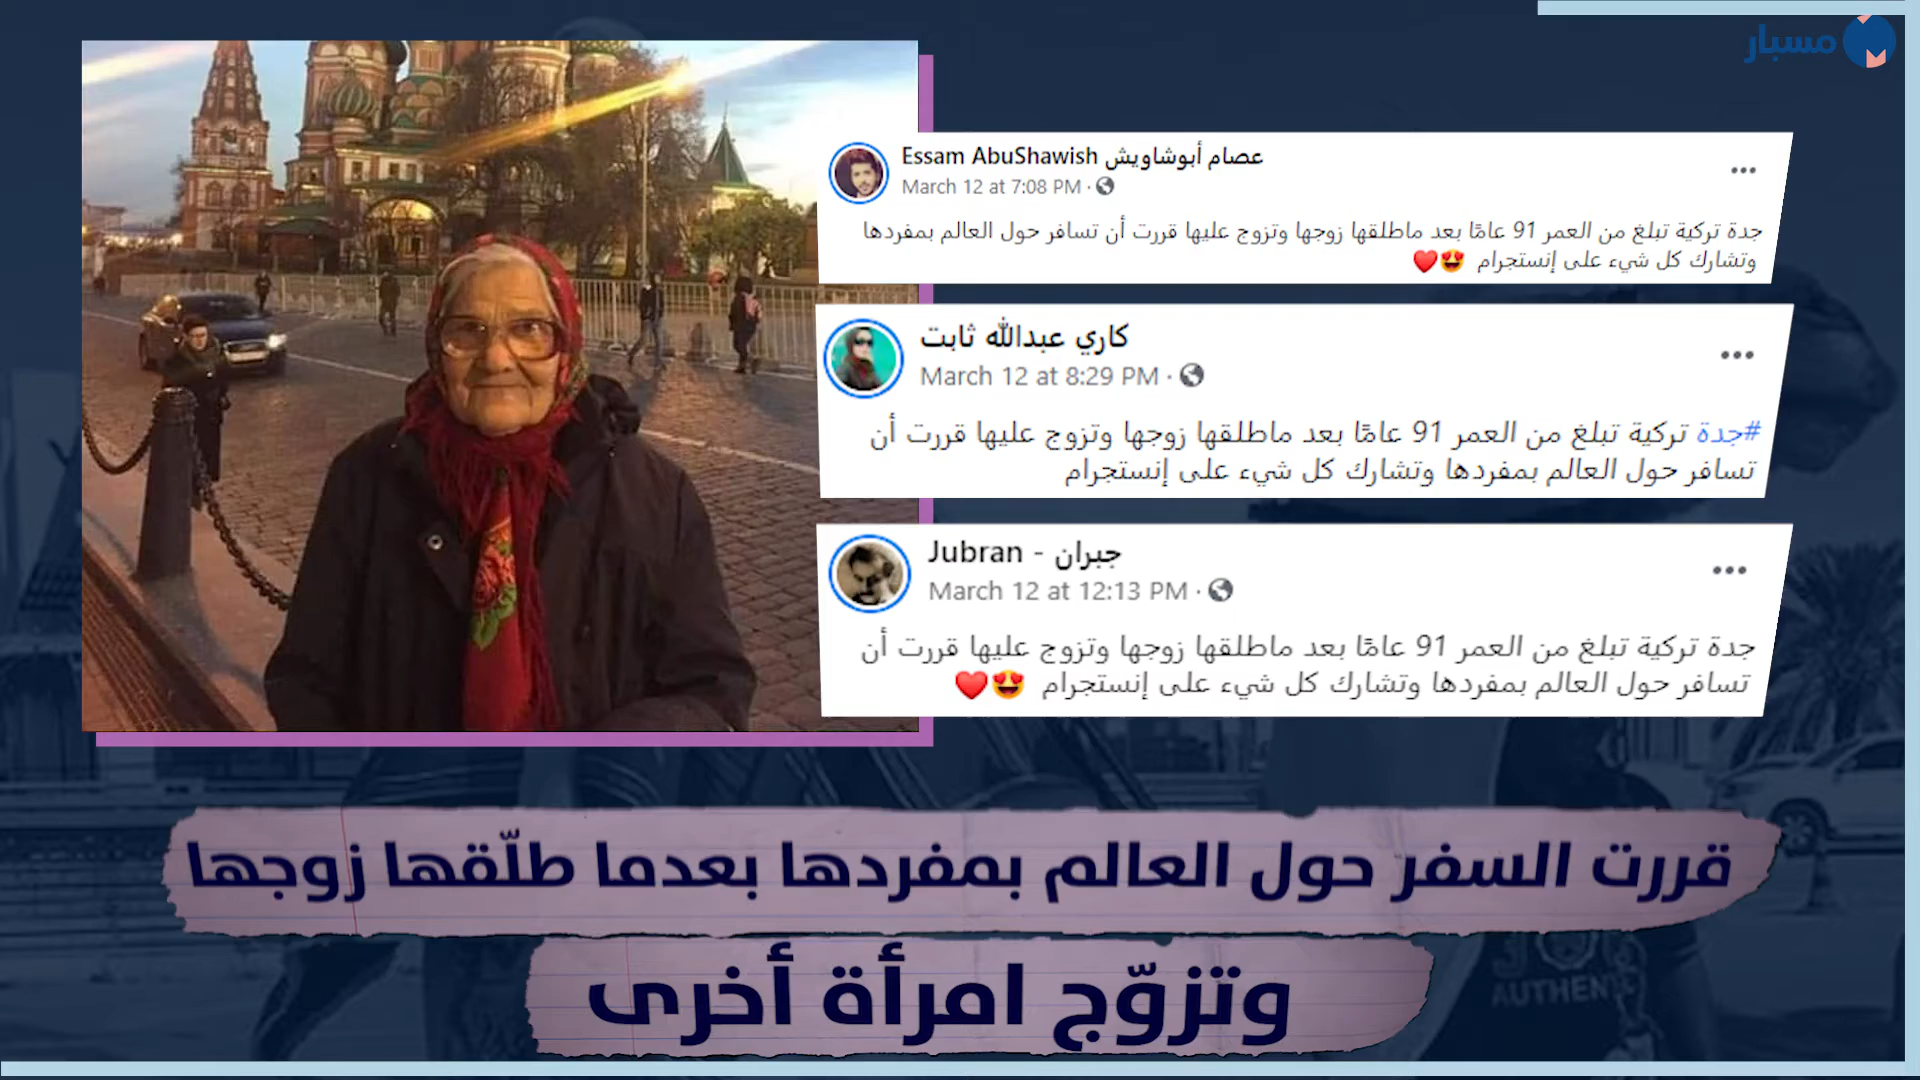 مسبار
Essam AbuShawish عصام أبوشاويش
March 12 at 7:08 PM ·
جدة تركية تبلغ من العمر 91 عامًا بعد ماطلقها زوجها وتزوج عليها قررت أن تسافر حول العالم بمفردها
وتشارك كل شيء على إنستجرام 😍❤️
كاري عبدالله ثابت
March 12 at 8:29 PM ·
#جدة تركية تبلغ من العمر 91 عامًا بعد ماطلقها زوجها وتزوج عليها قررت أن
تسافر حول العالم بمفردها وتشارك كل شيء على إنستجرام
Jubran - جبران
March 12 at 12:13 PM ·
جدة تركية تبلغ من العمر 91 عامًا بعد ماطلقها زوجها وتزوج عليها قررت أن
تسافر حول العالم بمفردها وتشارك كل شيء على إنستجرام 😍❤️
قررت السفر حول العالم بمفردها بعدما طلّقها زوجها
وتزوّج امرأة أخرى